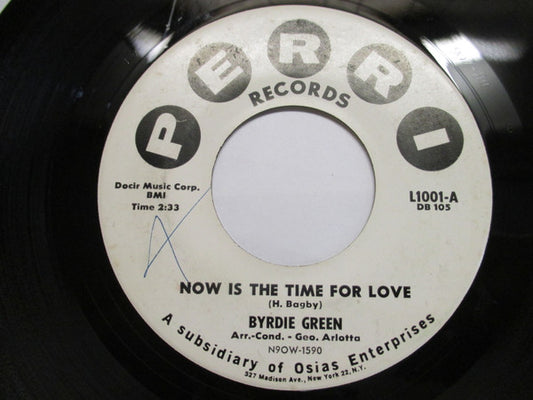 PERRI
RECORDS
Docir Music Corp.
BMI
Time 2:33
L1001-A
DB 105
NOW IS THE TIME FOR LOVE
(H. Bagby)
BYRDIE GREEN
Arr.-Cond. - Geo. Arlotta
N9OW-1590
A subsidiary of Osias Enterprises
327 Madison Ave., New York 22, N.Y.